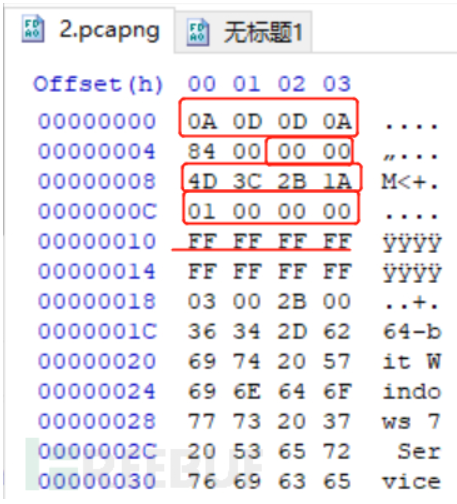 2.pcapng 无标题1
Offset(h) 00 01 02 03
00000000 0A 0D 0D 0A ....
00000004 84 00 00 00 „...
00000008 4D 3C 2B 1A M<+.
0000000C 01 00 00 00 ....
00000010 FF FF FF FF ÿÿÿÿ
00000014 FF FF FF FF ÿÿÿÿ
00000018 03 00 2B 00 ..+.
0000001C 36 34 2D 62 64-b
00000020 69 74 20 57 it W
00000024 69 6E 64 6F indo
00000028 77 73 20 37 ws 7
0000002C 20 53 65 72 Ser
00000030 76 69 63 65 vice